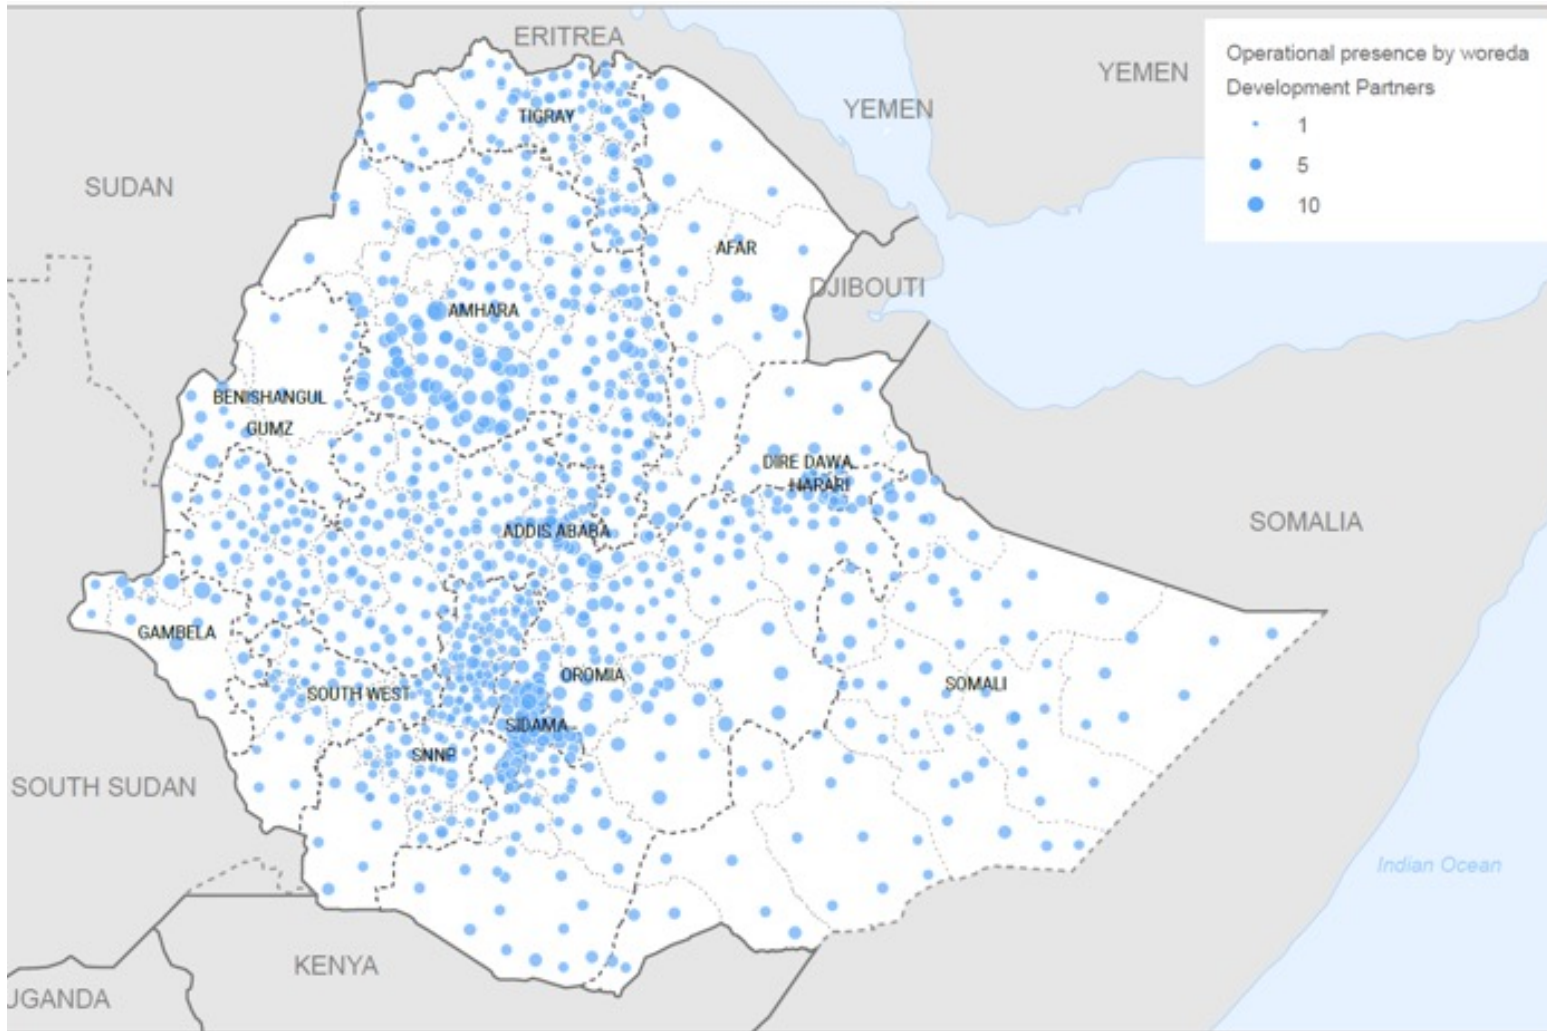 ERITREA
Operational presence by woreda
YEMEN
Development Partners
YEMEN
1
TIGRAY
5
SUDAN
10
AFAR
DJIBOUTI
AMHARA
BENISHANGUL
GUMZ
DIRE DAWA
HARARI
ADDIS ABABA
SOMALIA
GAMBELA
OROMIA
SOUTH WEST
SOMALI
SIDAMA
SNNP
SOUTH SUDAN
Indian Ocean
KENYA
UGANDA